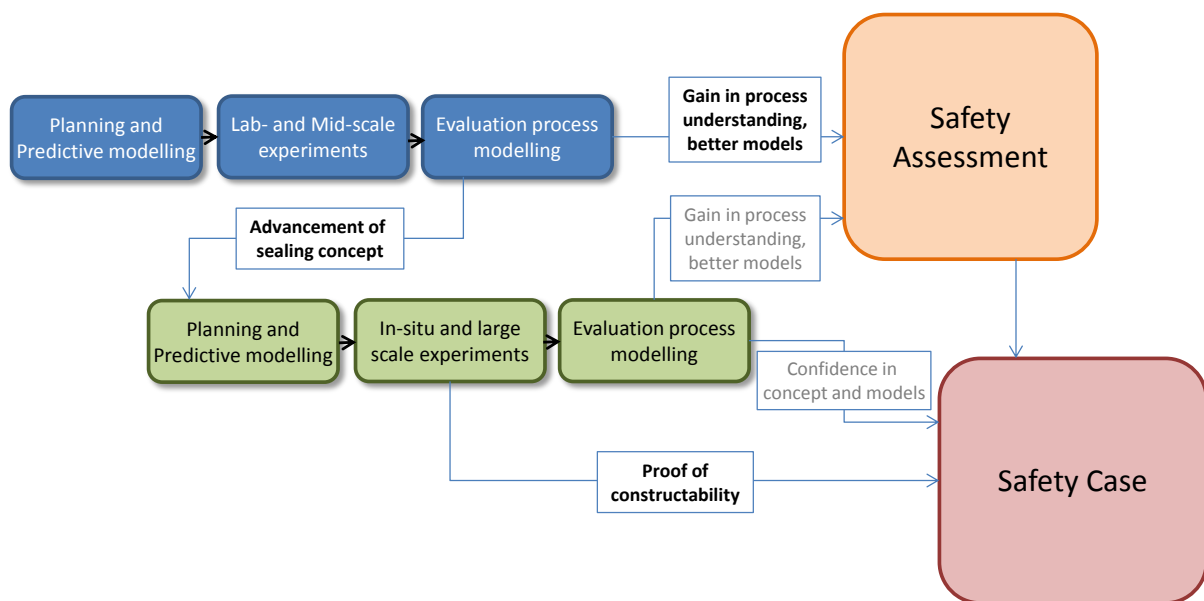 Planning and
Predictive modelling
Lab- and Mid-scale
experiments
Evaluation process
modelling
Gain in process
understanding,
better models
Safety
Assessment
Advancement of
sealing concept
Gain in process
understanding,
better models
Planning and
Predictive modelling
In-situ and large
scale experiments
Evaluation process
modelling
Confidence in
concept and models
Proof of
constructability
Safety Case